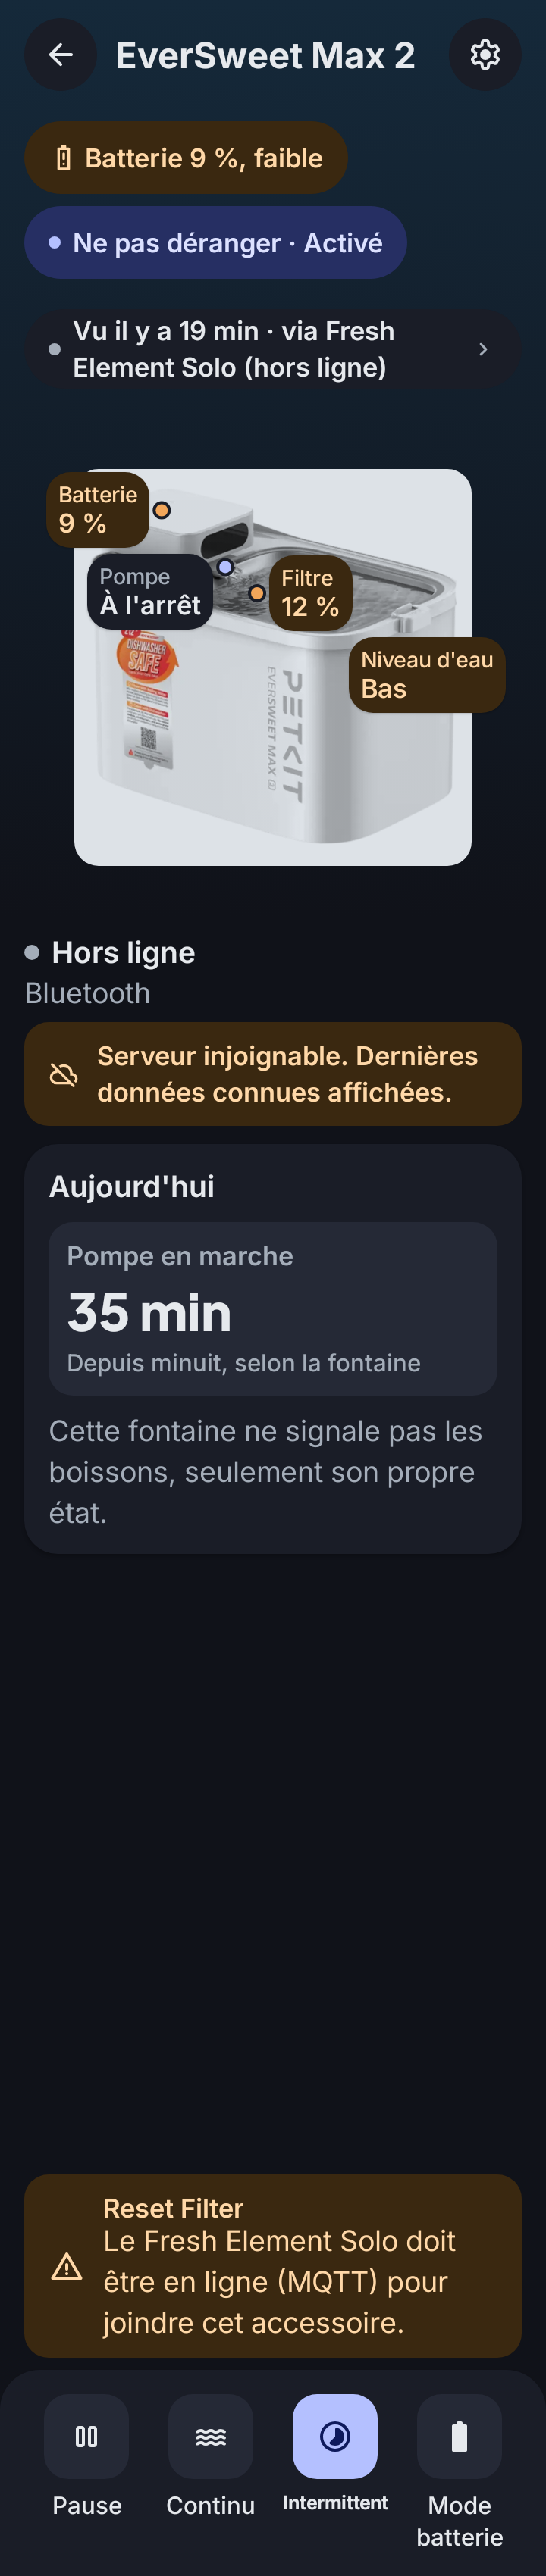 EverSweet Max 2
Batterie 9 %, faible
Ne pas déranger · Activé
Vu il y a 19 min · via Fresh
Element Solo (hors ligne)
Batterie
9 %
Pompe
À l'arrêt
Filtre
12 %
Niveau d'eau
Bas
DISHWASHER
SAFE
PETKIT
EVERSWEET MAX 2
Hors ligne
Bluetooth
Serveur injoignable. Dernières
données connues affichées.
Aujourd'hui
Pompe en marche
35 min
Depuis minuit, selon la fontaine
Cette fontaine ne signale pas les
boissons, seulement son propre
état.
Reset Filter
Le Fresh Element Solo doit
être en ligne (MQTT) pour
joindre cet accessoire.
Pause
Continu
Intermittent
Mode
batterie